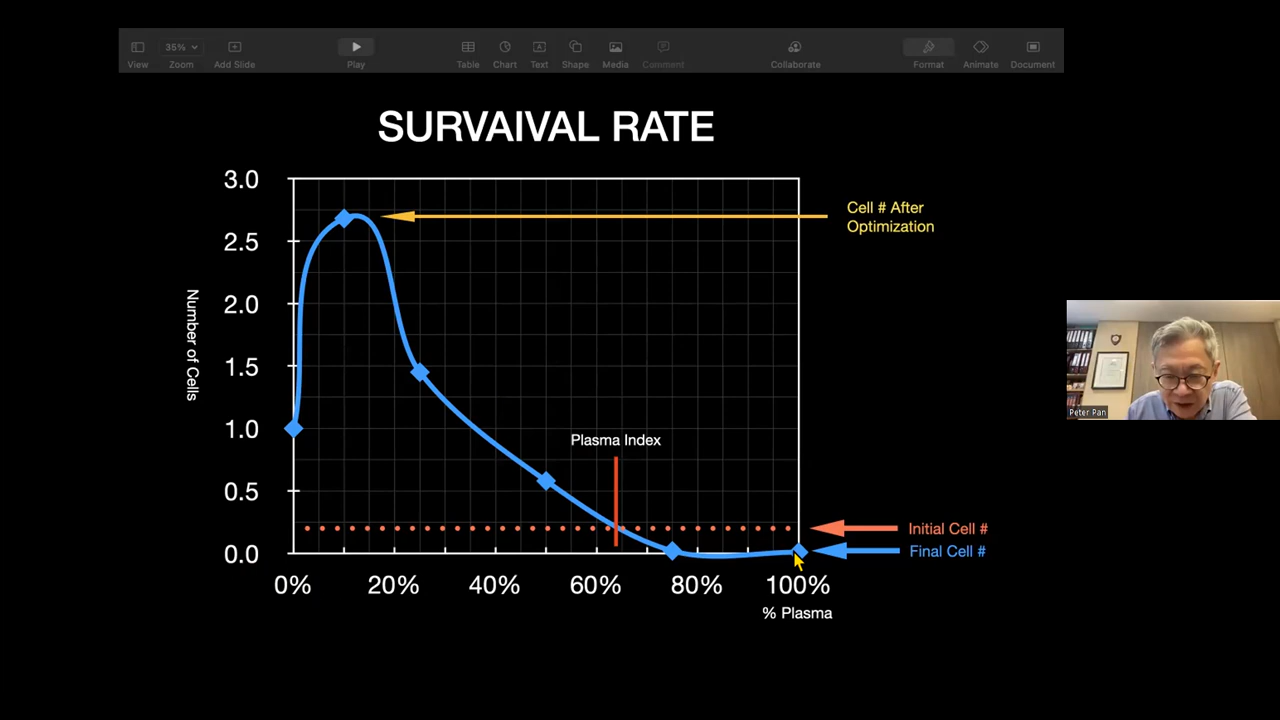 35%
View
Zoom
Add Slide
Play
Table
Chart
Text
Shape
Media
Comment
Collaborate
Format
Animate
Document
SURVAIVAL RATE
3.0
2.5
2.0
1.5
1.0
0.5
0.0
Number of Cells
Cell # After
Optimization
Plasma Index
Initial Cell #
Final Cell #
0%
20%
40%
60%
80%
100%
% Plasma
Peter Pan